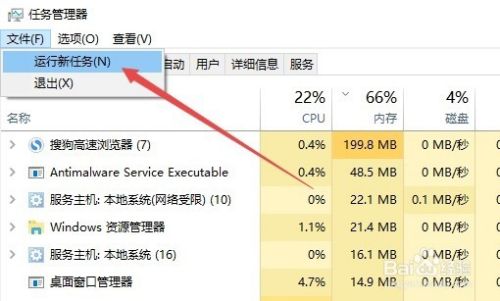 任务管理器
文件(F) 选项(O) 查看(V)
运行新任务(N)
退出(X)
启动 用户 详细信息 服务
22% 66% 4%
名称 CPU 内存 磁盘
搜狗高速浏览器 (7) 0.4% 199.8 MB 0 MB/秒
Antimalware Service Executable 0.4% 48.5 MB 0 MB/秒
服务主机: 本地系统(网络受限) (10) 0% 22.1 MB 0.1 MB/秒
Windows 资源管理器 1.1% 21.4 MB 0 MB/秒
服务主机: 本地系统 (16) 0% 16.1 MB 0 MB/秒
桌面窗口管理器 4.7% 14.9 MB 0 MB/秒
Baidu 经验